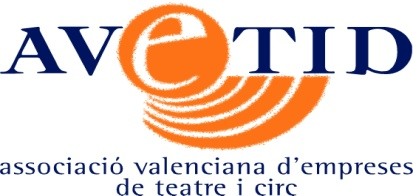 AVeTID
associació valenciana d'empreses
de teatre i circ